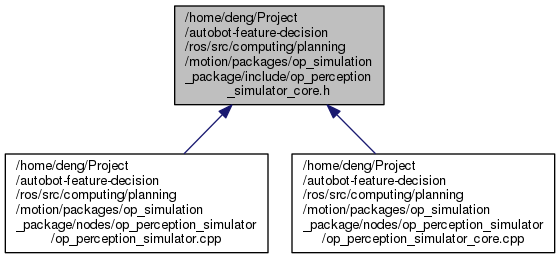 /home/deng/Project
/autobot-feature-decision
/ros/src/computing/planning
/motion/packages/op_simulation
_package/include/op_perception
_simulator_core.h
/home/deng/Project
/autobot-feature-decision
/ros/src/computing/planning
/motion/packages/op_simulation
_package/nodes/op_perception_simulator
/op_perception_simulator.cpp
/home/deng/Project
/autobot-feature-decision
/ros/src/computing/planning
/motion/packages/op_simulation
_package/nodes/op_perception_simulator
/op_perception_simulator_core.cpp